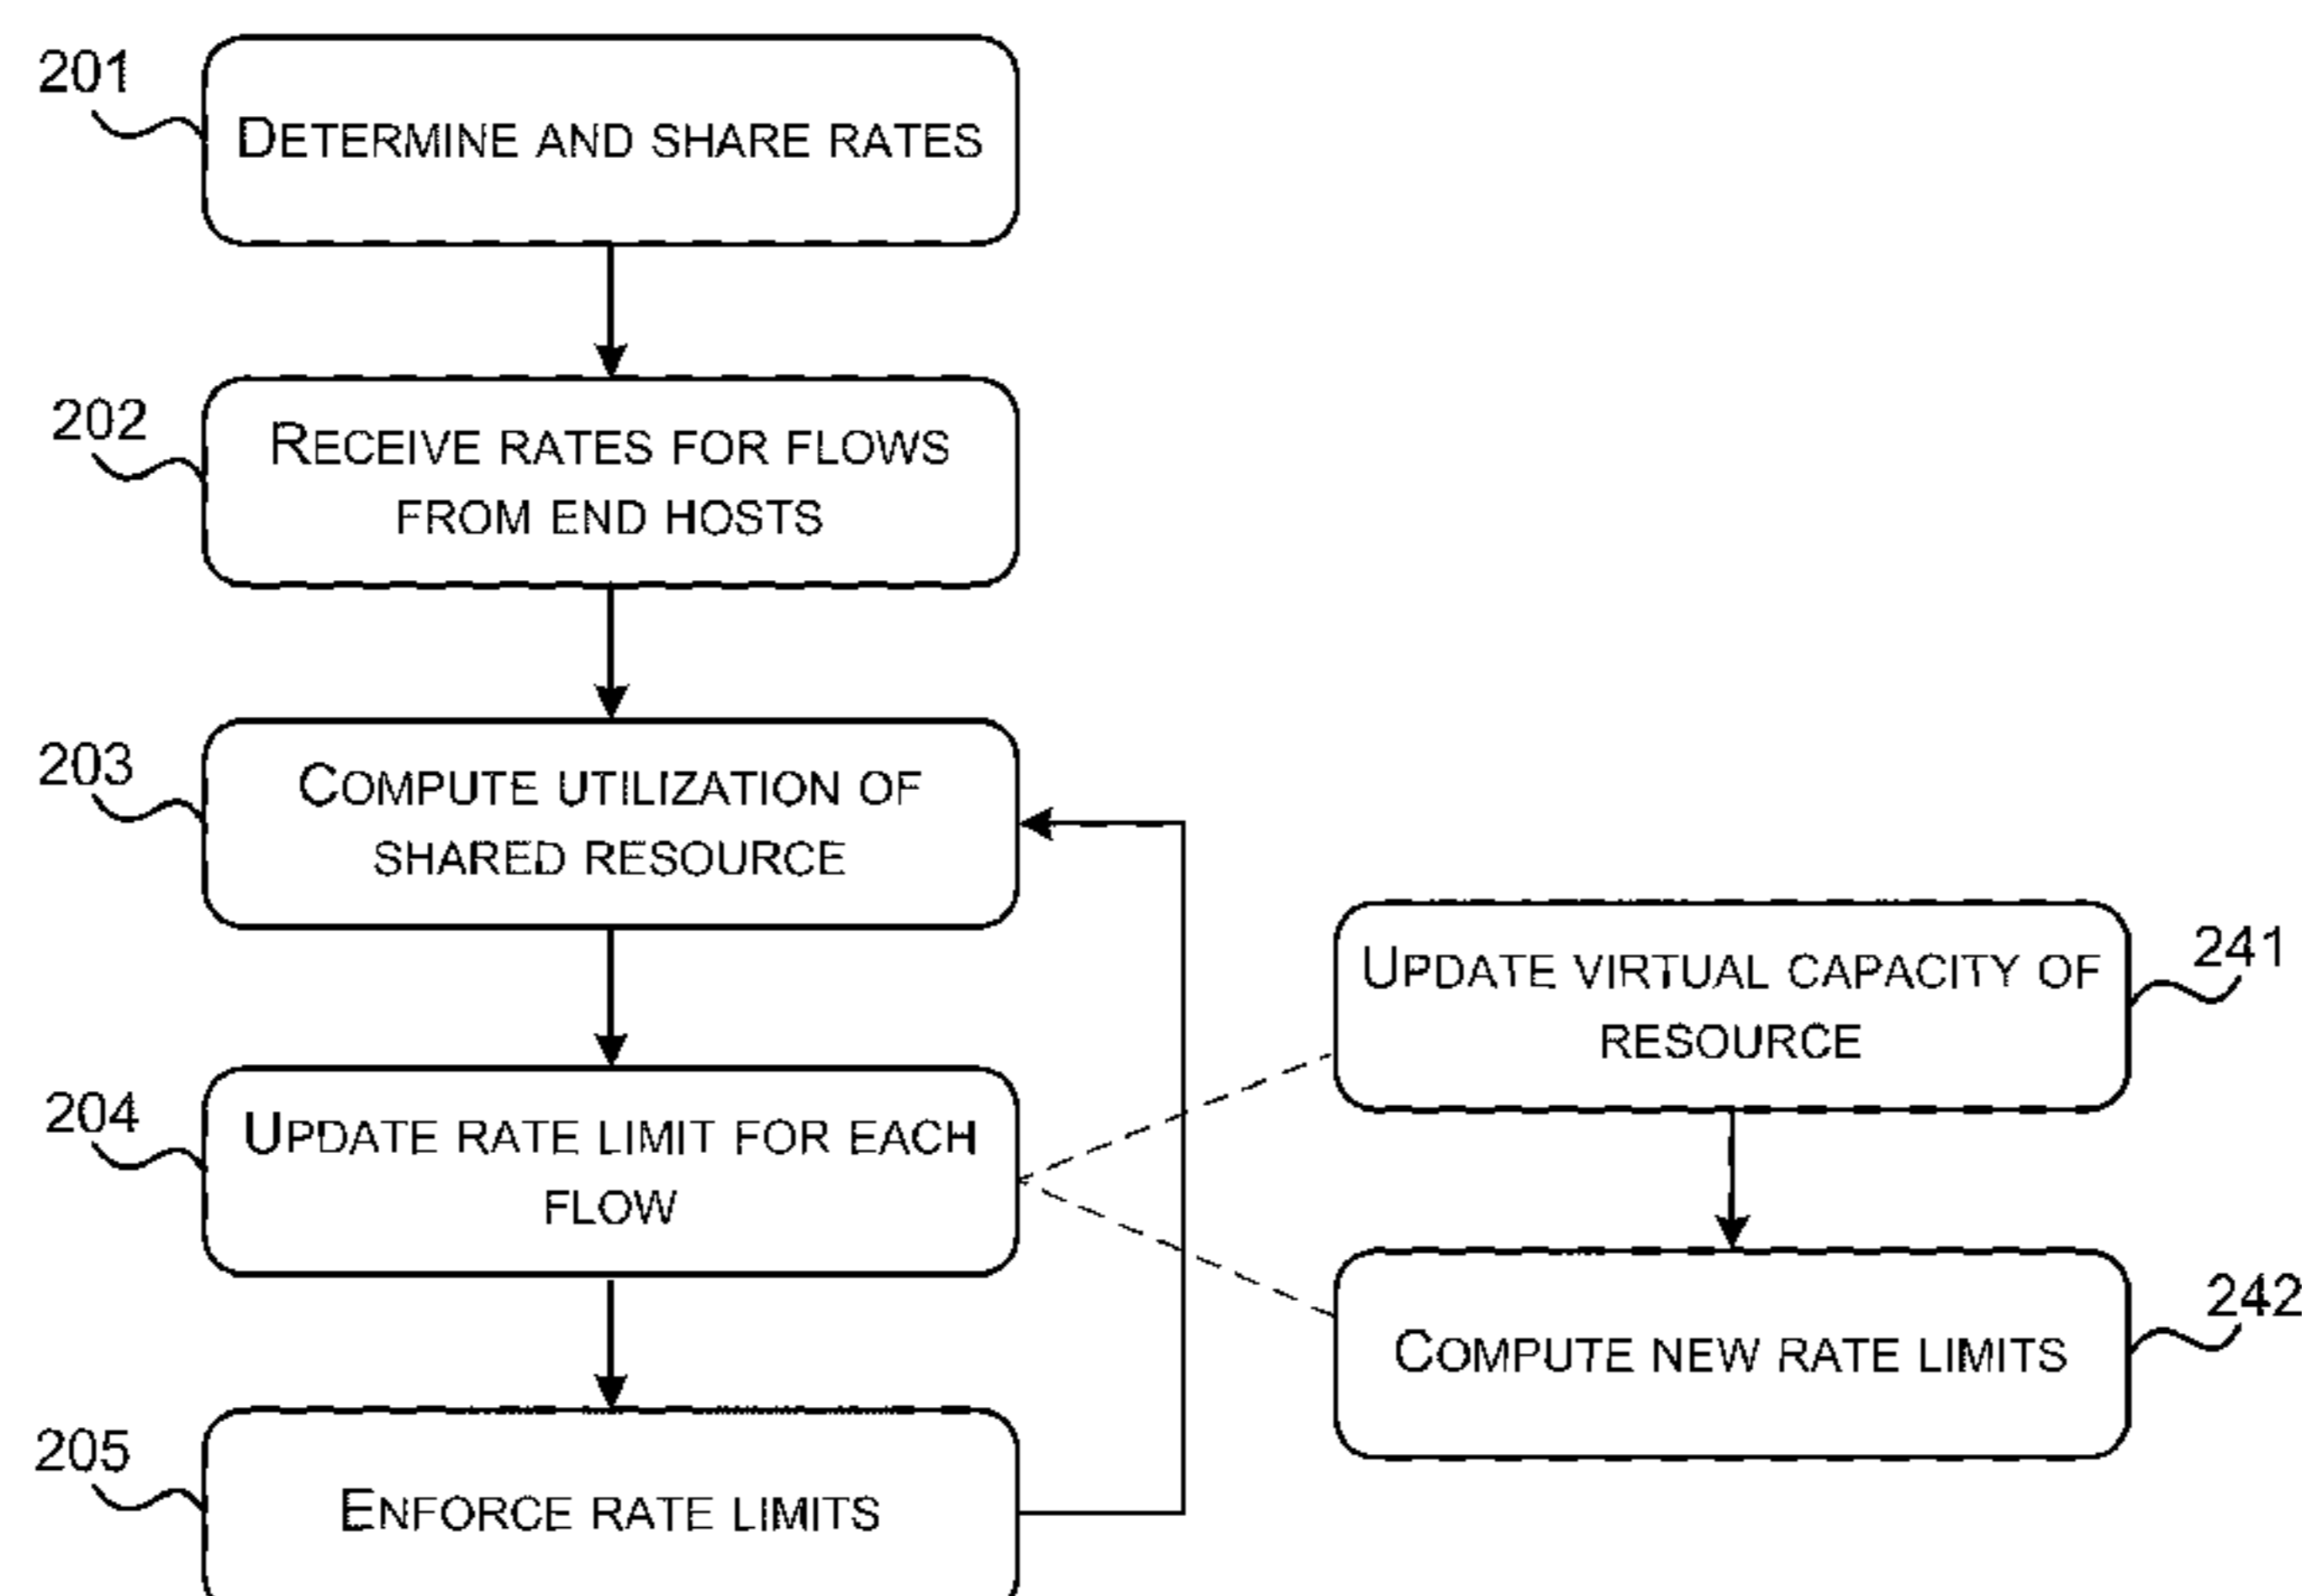 201
DETERMINE AND SHARE RATES
202
RECEIVE RATES FOR FLOWS
FROM END HOSTS
203
COMPUTE UTILIZATION OF
SHARED RESOURCE
204
UPDATE RATE LIMIT FOR EACH
FLOW
205
ENFORCE RATE LIMITS
UPDATE VIRTUAL CAPACITY OF
RESOURCE
241
COMPUTE NEW RATE LIMITS
242